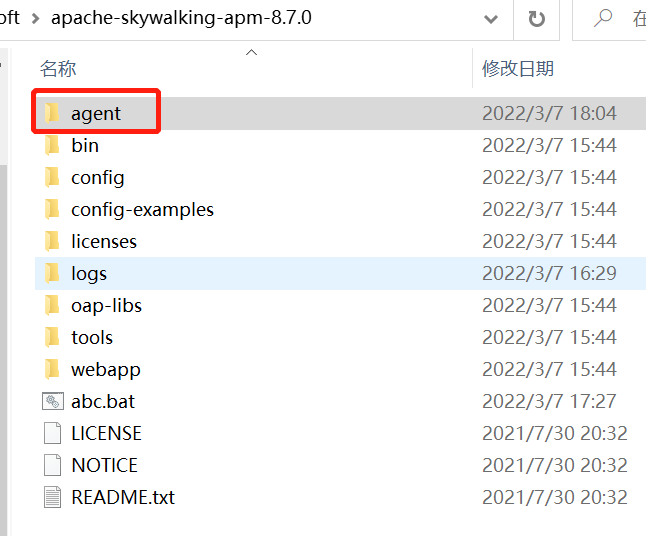 oft > apache-skywalking-apm-8.7.0 在
名称 修改日期
agent 2022/3/7 18:04
bin 2022/3/7 15:44
config 2022/3/7 15:44
config-examples 2022/3/7 15:44
licenses 2022/3/7 15:44
logs 2022/3/7 16:29
oap-libs 2022/3/7 15:44
tools 2022/3/7 15:44
webapp 2022/3/7 15:44
abc.bat 2022/3/7 17:27
LICENSE 2021/7/30 20:32
NOTICE 2021/7/30 20:32
README.txt 2021/7/30 20:32